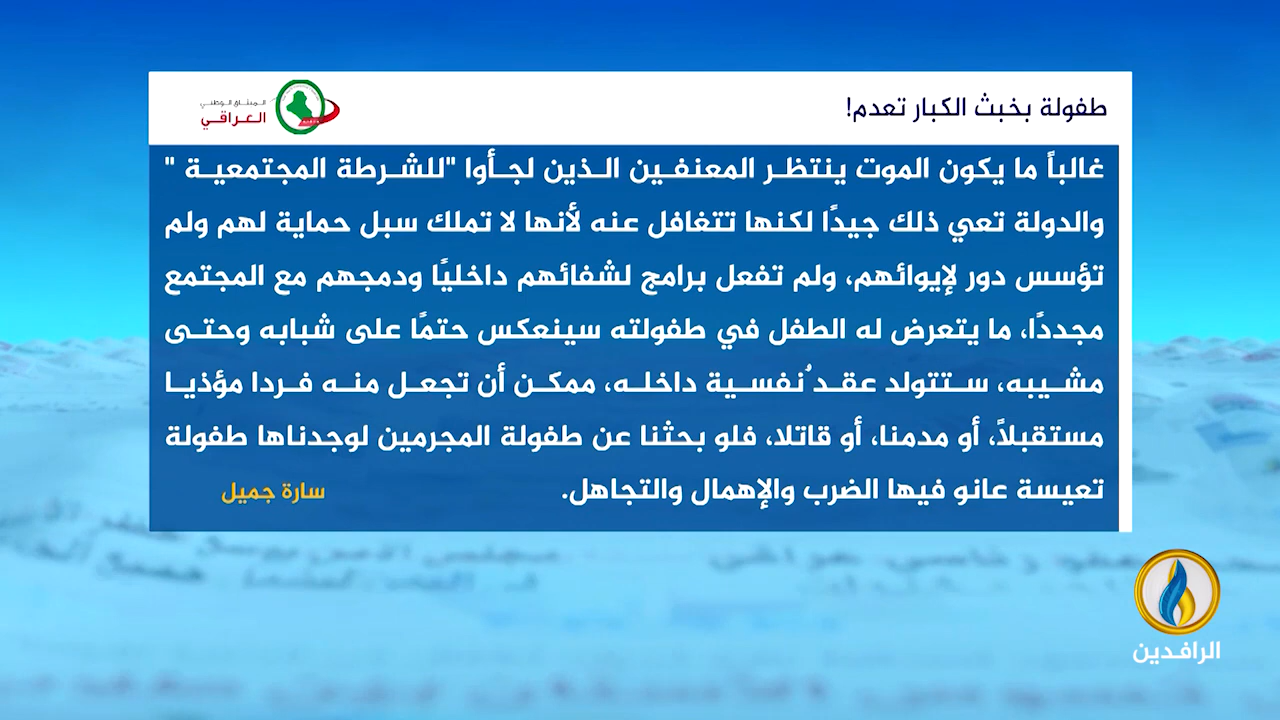 طفولة بخبث الكبار تعدم!
الميثاق الوطني
العراقي
غالباً ما يكون الموت ينتظر المعنفين الذين لجأوا "للشرطة المجتمعية "
والدولة تعي ذلك جيدًا لكنها تتغافل عنه لأنها لا تملك سبل حماية لهم ولم
تؤسس دور لإيوائهم، ولم تفعل برامج لشفائهم داخليًا ودمجهم مع المجتمع
مجددًا، ما يتعرض له الطفل في طفولته سينعكس حتمًا على شبابه وحتى
مشيبه، ستتولد عقد ُنفسية داخله، ممكن أن تجعل منه فردا مؤذيا
مستقبلاً، أو مدمنا، أو قاتلا، فلو بحثنا عن طفولة المجرمين لوجدناها طفولة
تعيسة عانو فيها الضرب والإهمال والتجاهل.
سارة جميل
الرافدين